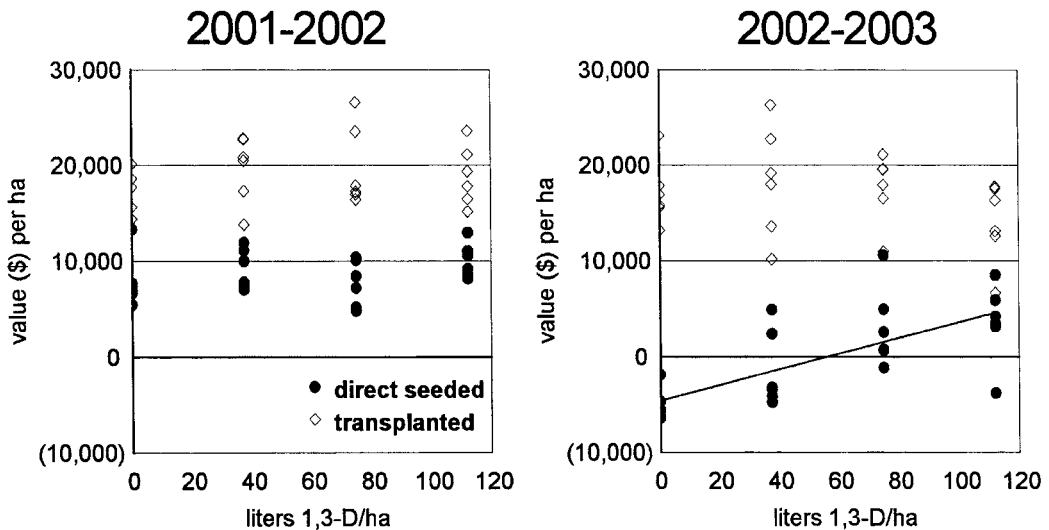 2001-2002
30,000
20,000
10,000
0
(10,000)
value ($) per ha
direct seeded
transplanted
0 20 40 60 80 100 120
liters 1,3-D/ha
2002-2003
30,000
20,000
10,000
0
(10,000)
value ($) per ha
0 20 40 60 80 100 120
liters 1,3-D/ha